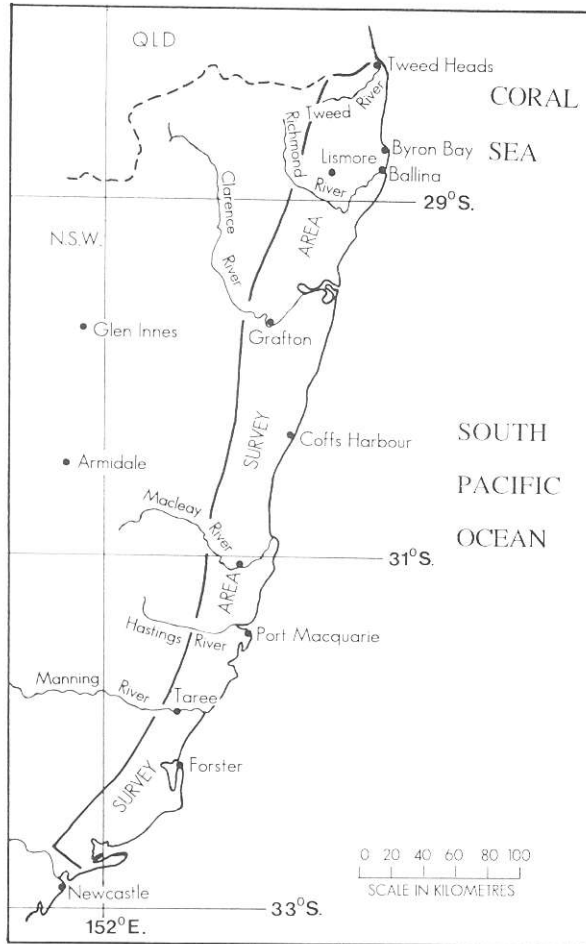 QLD
Tweed Heads
CORAL
SEA
Tweed River
Richmond River
Lismore
Byron Bay
Ballina
29°S.
Clarence River
N.S.W.
AREA
Glen Innes
Grafton
SURVEY
Coffs Harbour
SOUTH
PACIFIC
OCEAN
Armidale
Macleay River
31°S.
AREA
Hastings River
Port Macquarie
Manning River
Taree
SURVEY
Forster
0 20 40 60 80 100
SCALE IN KILOMETRES
Newcastle
33°S.
152°E.